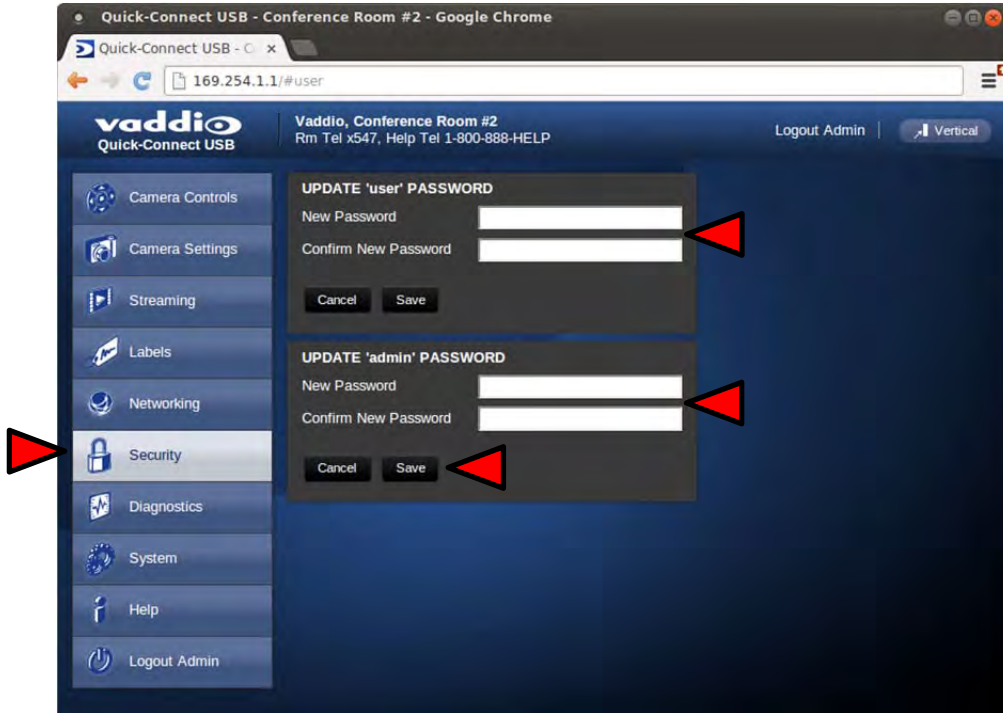 Quick-Connect USB - Conference Room #2 - Google Chrome
Quick-Connect USB - C
169.254.1.1/#user
vaddio
Quick-Connect USB
Vaddio, Conference Room #2
Rm Tel x547, Help Tel 1-800-888-HELP
Logout Admin
Vertical
Camera Controls
Camera Settings
Streaming
Labels
Networking
Security
Diagnostics
System
Help
Logout Admin
UPDATE 'user' PASSWORD
New Password
Confirm New Password
Cancel Save
UPDATE 'admin' PASSWORD
New Password
Confirm New Password
Cancel Save